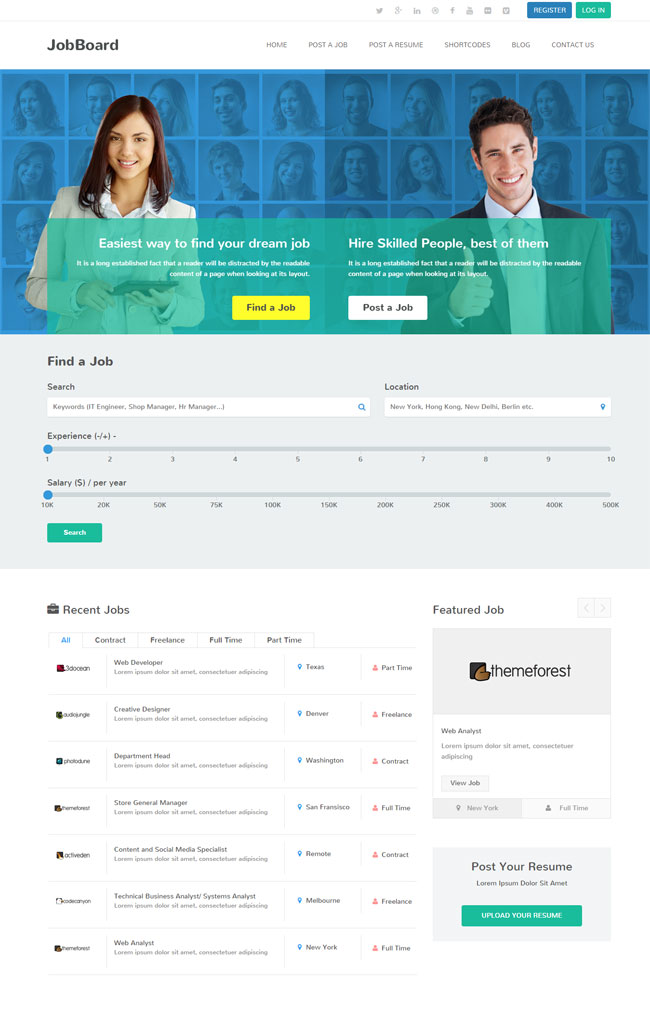 REGISTER LOG IN
JobBoard HOME POST A JOB POST A RESUME SHORTCODES BLOG CONTACT US
Easiest way to find your dream job
It is a long established fact that a reader will be distracted by the readable
content of a page when looking at its layout.
Find a Job
Hire Skilled People, best of them
It is a long established fact that a reader will be distracted by the readable
content of a page when looking at its layout.
Post a Job
Find a Job
Search
Keywords (IT Engineer, Shop Manager, Hr Manager...)
Location
New York, Hong Kong, New Delhi, Berlin etc.
Experience (-/+) -
1 2 3 4 5 6 7 8 9 10
Salary ($) / per year
10K 20K 50K 75K 100K 150K 200K 250K 300K 400K 500K
Search
Recent Jobs
All Contract Freelance Full Time Part Time
3docean Web Developer Texas Part Time
Lorem ipsum dolor sit amet, consectetuer adipiscing
audiojungle Creative Designer Denver Freelance
Lorem ipsum dolor sit amet, consectetuer adipiscing
photodune Department Head Washington Contract
Lorem ipsum dolor sit amet, consectetuer adipiscing
themeforest Store General Manager San Fransisco Full Time
Lorem ipsum dolor sit amet, consectetuer adipiscing
activeden Content and Social Media Specialist Remote Contract
Lorem ipsum dolor sit amet, consectetuer adipiscing
codecanyon Technical Business Analyst/ Systems Analyst Melbourne Freelance
Lorem ipsum dolor sit amet, consectetuer adipiscing
themeforest Web Analyst New York Full Time
Lorem ipsum dolor sit amet, consectetuer adipiscing
Featured Job
themeforest
Web Analyst
Lorem ipsum dolor sit amet, consectetuer
adipiscing
View Job
New York Full Time
Post Your Resume
Lorem Ipsum Dolor Sit Amet
UPLOAD YOUR RESUME